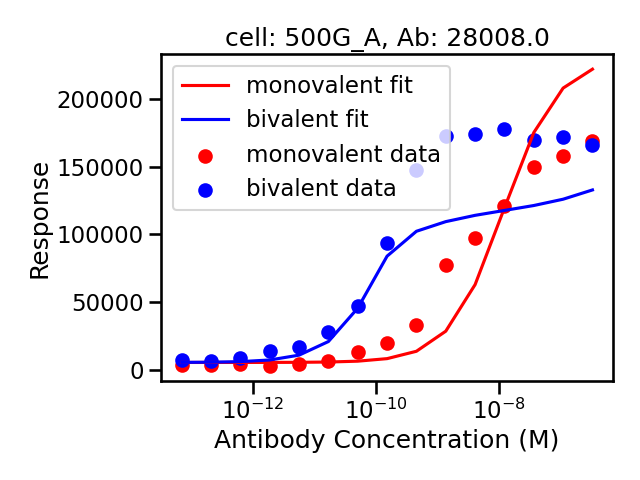 cell: 500G_A, Ab: 28008.0
monovalent fit
bivalent fit
monovalent data
bivalent data
200000
150000
100000
50000
0
Response
10⁻¹² 10⁻¹⁰ 10⁻⁸
Antibody Concentration (M)